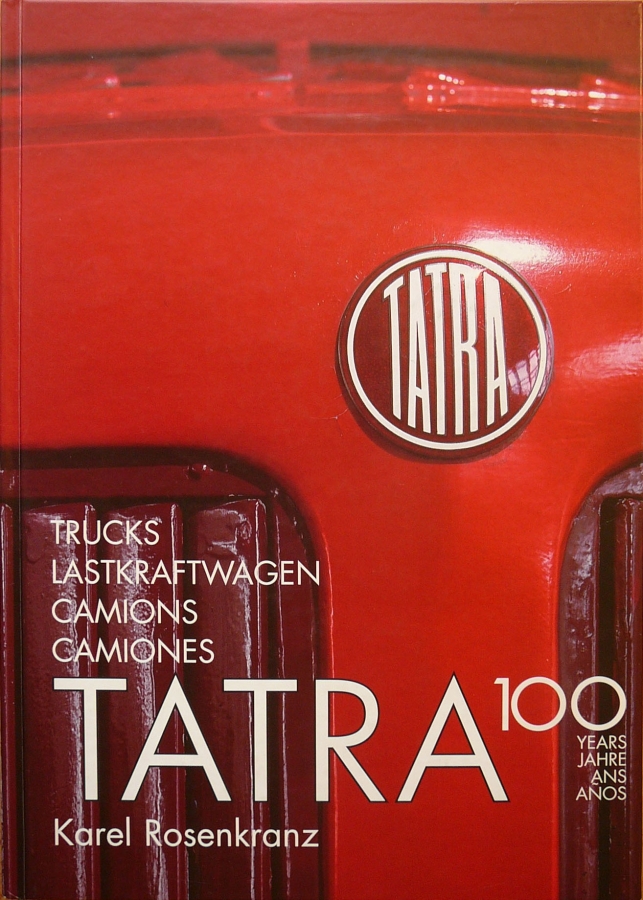 TATRA
TRUCKS
LASTKRAFTWAGEN
CAMIONS
CAMIONES
TATRA 100
YEARS
JAHRE
ANS
AÑOS
Karel Rosenkranz